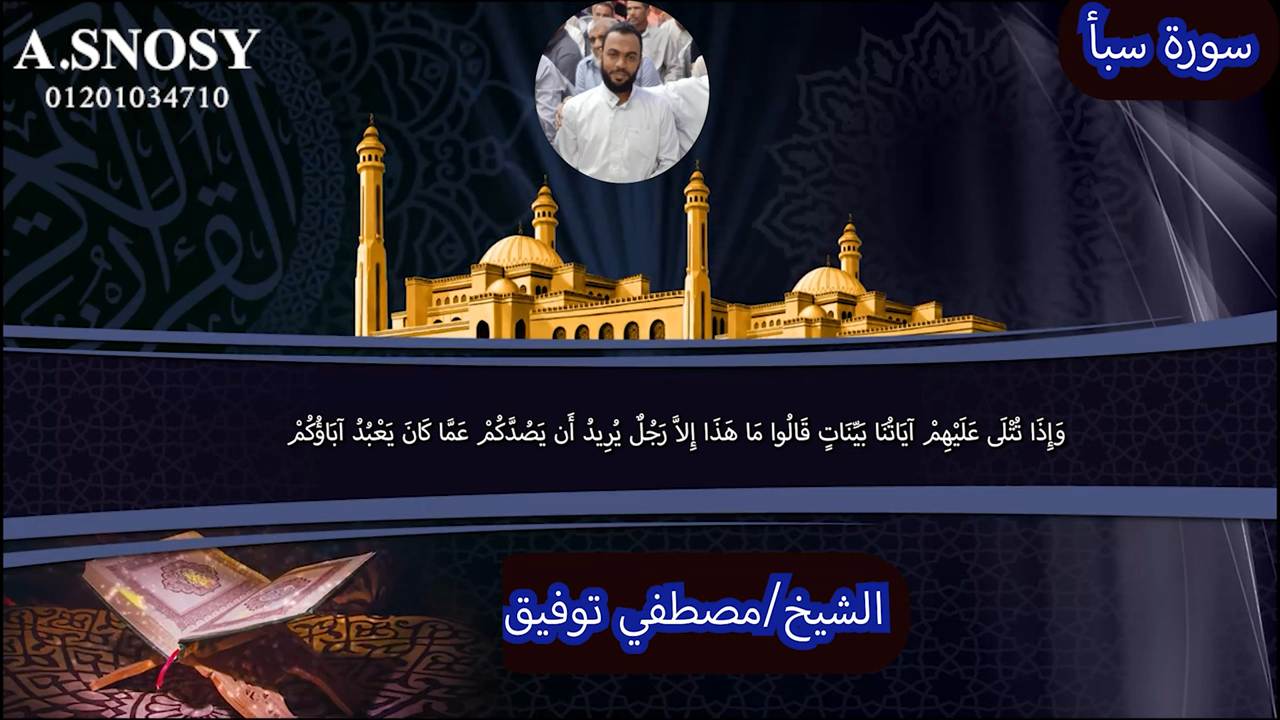 A.SNOSY
01201034710
سورة سبأ
وَإِذَا تُتْلَى عَلَيْهِمْ آيَاتُنَا بَيِّنَاتٍ قَالُوا مَا هَذَا إِلاَّ رَجُلٌ يُرِيدُ أَن يَصُدَّكُمْ عَمَّا كَانَ يَعْبُدُ آبَاؤُكُمْ
الشيخ/مصطفي توفيق